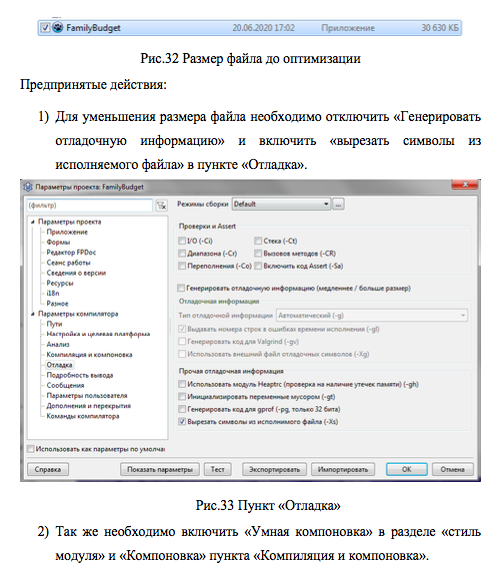 FamilyBudget 20.06.2020 17:02 Приложение 30 630 КБ
Рис.32 Размер файла до оптимизации
Предпринятые действия:
1) Для уменьшения размера файла необходимо отключить «Генерировать
отладочную информацию» и включить «вырезать символы из
исполняемого файла» в пункте «Отладка».
Параметры проекта: FamilyBudget
(фильтр)
Режимы сборки Default ...
Параметры проекта
Приложение
Формы
Редактор FPDoc
Сеанс работы
Сведения о версии
Ресурсы
i18n
Разное
Параметры компилятора
Пути
Настройка и целевая платформа
Анализ
Компиляция и компоновка
Отладка
Подробность вывода
Сообщения
Параметры пользователя
Дополнения и перекрытия
Команды компилятора
Проверки и Assert
I/O (-Ci) Стека (-Ct)
Диапазона (-Cr) Вызовов методов (-CR)
Переполнения (-Co) Включить код Assert (-Sa)
Генерировать отладочную информацию (медленнее / больше размер)
Отладочная информация
Тип отладочной информации Автоматический (-g)
Выдавать номера строк в ошибках времени исполнения (-gl)
Генерировать код для Valgrind (-gv)
Использовать внешний файл отладочных символов (-Xg)
Прочая отладочная информация
Использовать модуль Heaptrc (проверка на наличие утечек памяти) (-gh)
Инициализировать переменные мусором (-gt)
Генерировать код для gprof (-pg, только 32 бита)
Вырезать символы из исполнимого файла (-Xs)
Использовать как параметры по умолча
Справка Показать параметры Тест Экспортировать Импортировать ОК Отмена
Рис.33 Пункт «Отладка»
2) Так же необходимо включить «Умная компоновка» в разделе «стиль
модуля» и «Компоновка» пункта «Компиляция и компоновка».